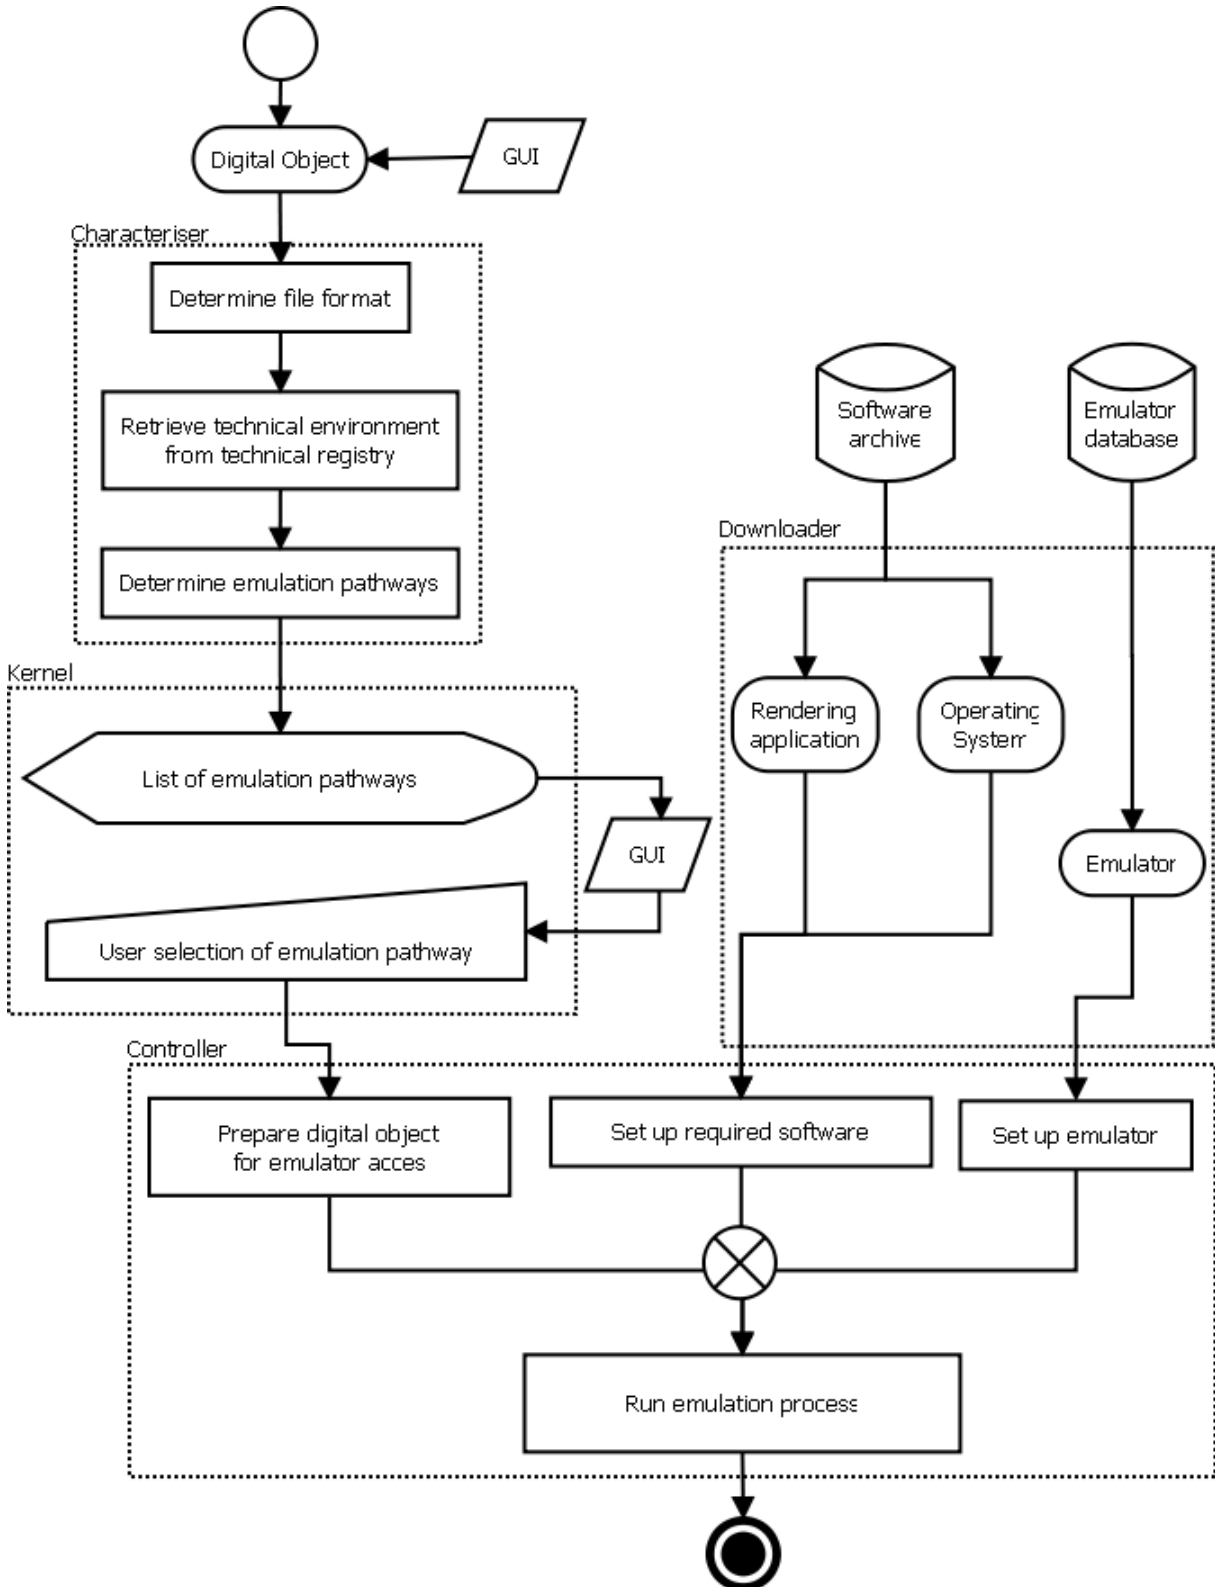 Digital Object
GUI
Characteriser
Determine file format
Retrieve technical environment
from technical registry
Determine emulation pathways
Software
archive
Emulator
database
Downloader
Kernel
Rendering
application
Operating
System
List of emulation pathways
GUI
Emulator
User selection of emulation pathway
Controller
Prepare digital object
for emulator acces
Set up required software
Set up emulator
Run emulation process